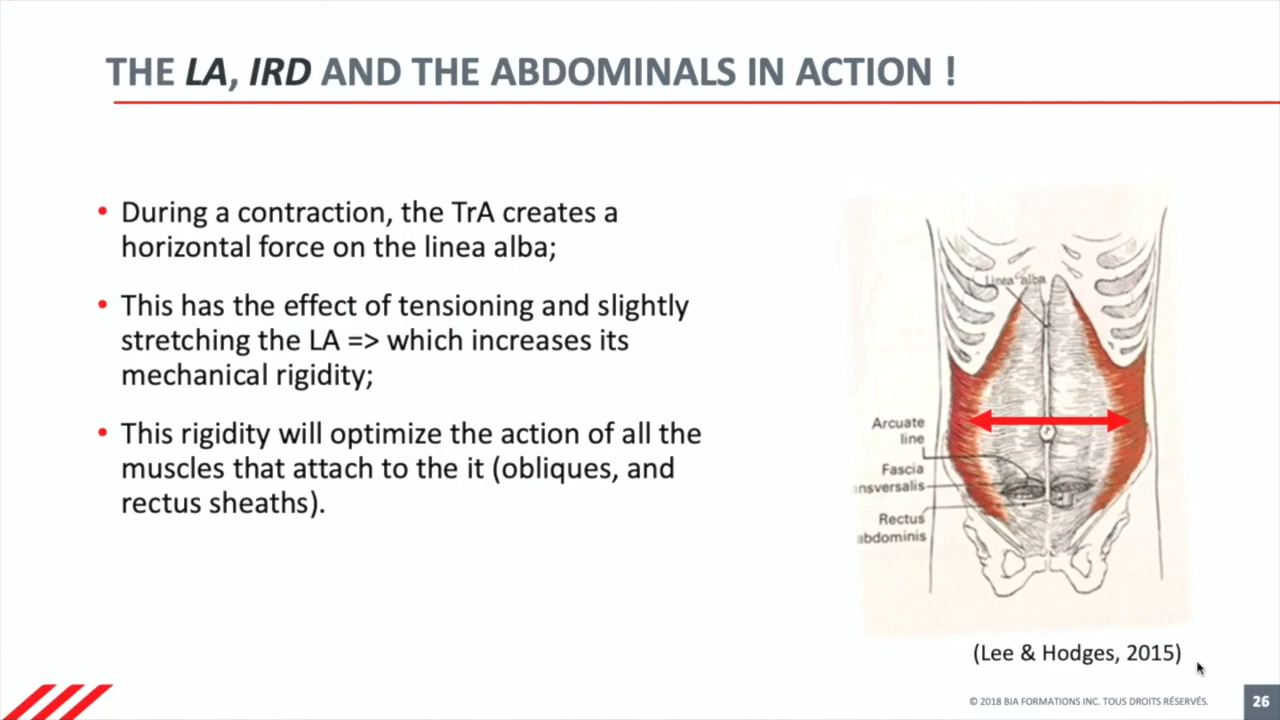 THE LA, IRD AND THE ABDOMINALS IN ACTION !
• During a contraction, the TrA creates a
horizontal force on the linea alba;
• This has the effect of tensioning and slightly
stretching the LA => which increases its
mechanical rigidity;
• This rigidity will optimize the action of all the
muscles that attach to the it (obliques, and
rectus sheaths).
Linea alba
Arcuate
line
Fascia
nsversalis
Rectus
abdominis
(Lee & Hodges, 2015)
© 2018 BIA FORMATIONS INC. TOUS DROITS RÉSERVÉS.
26